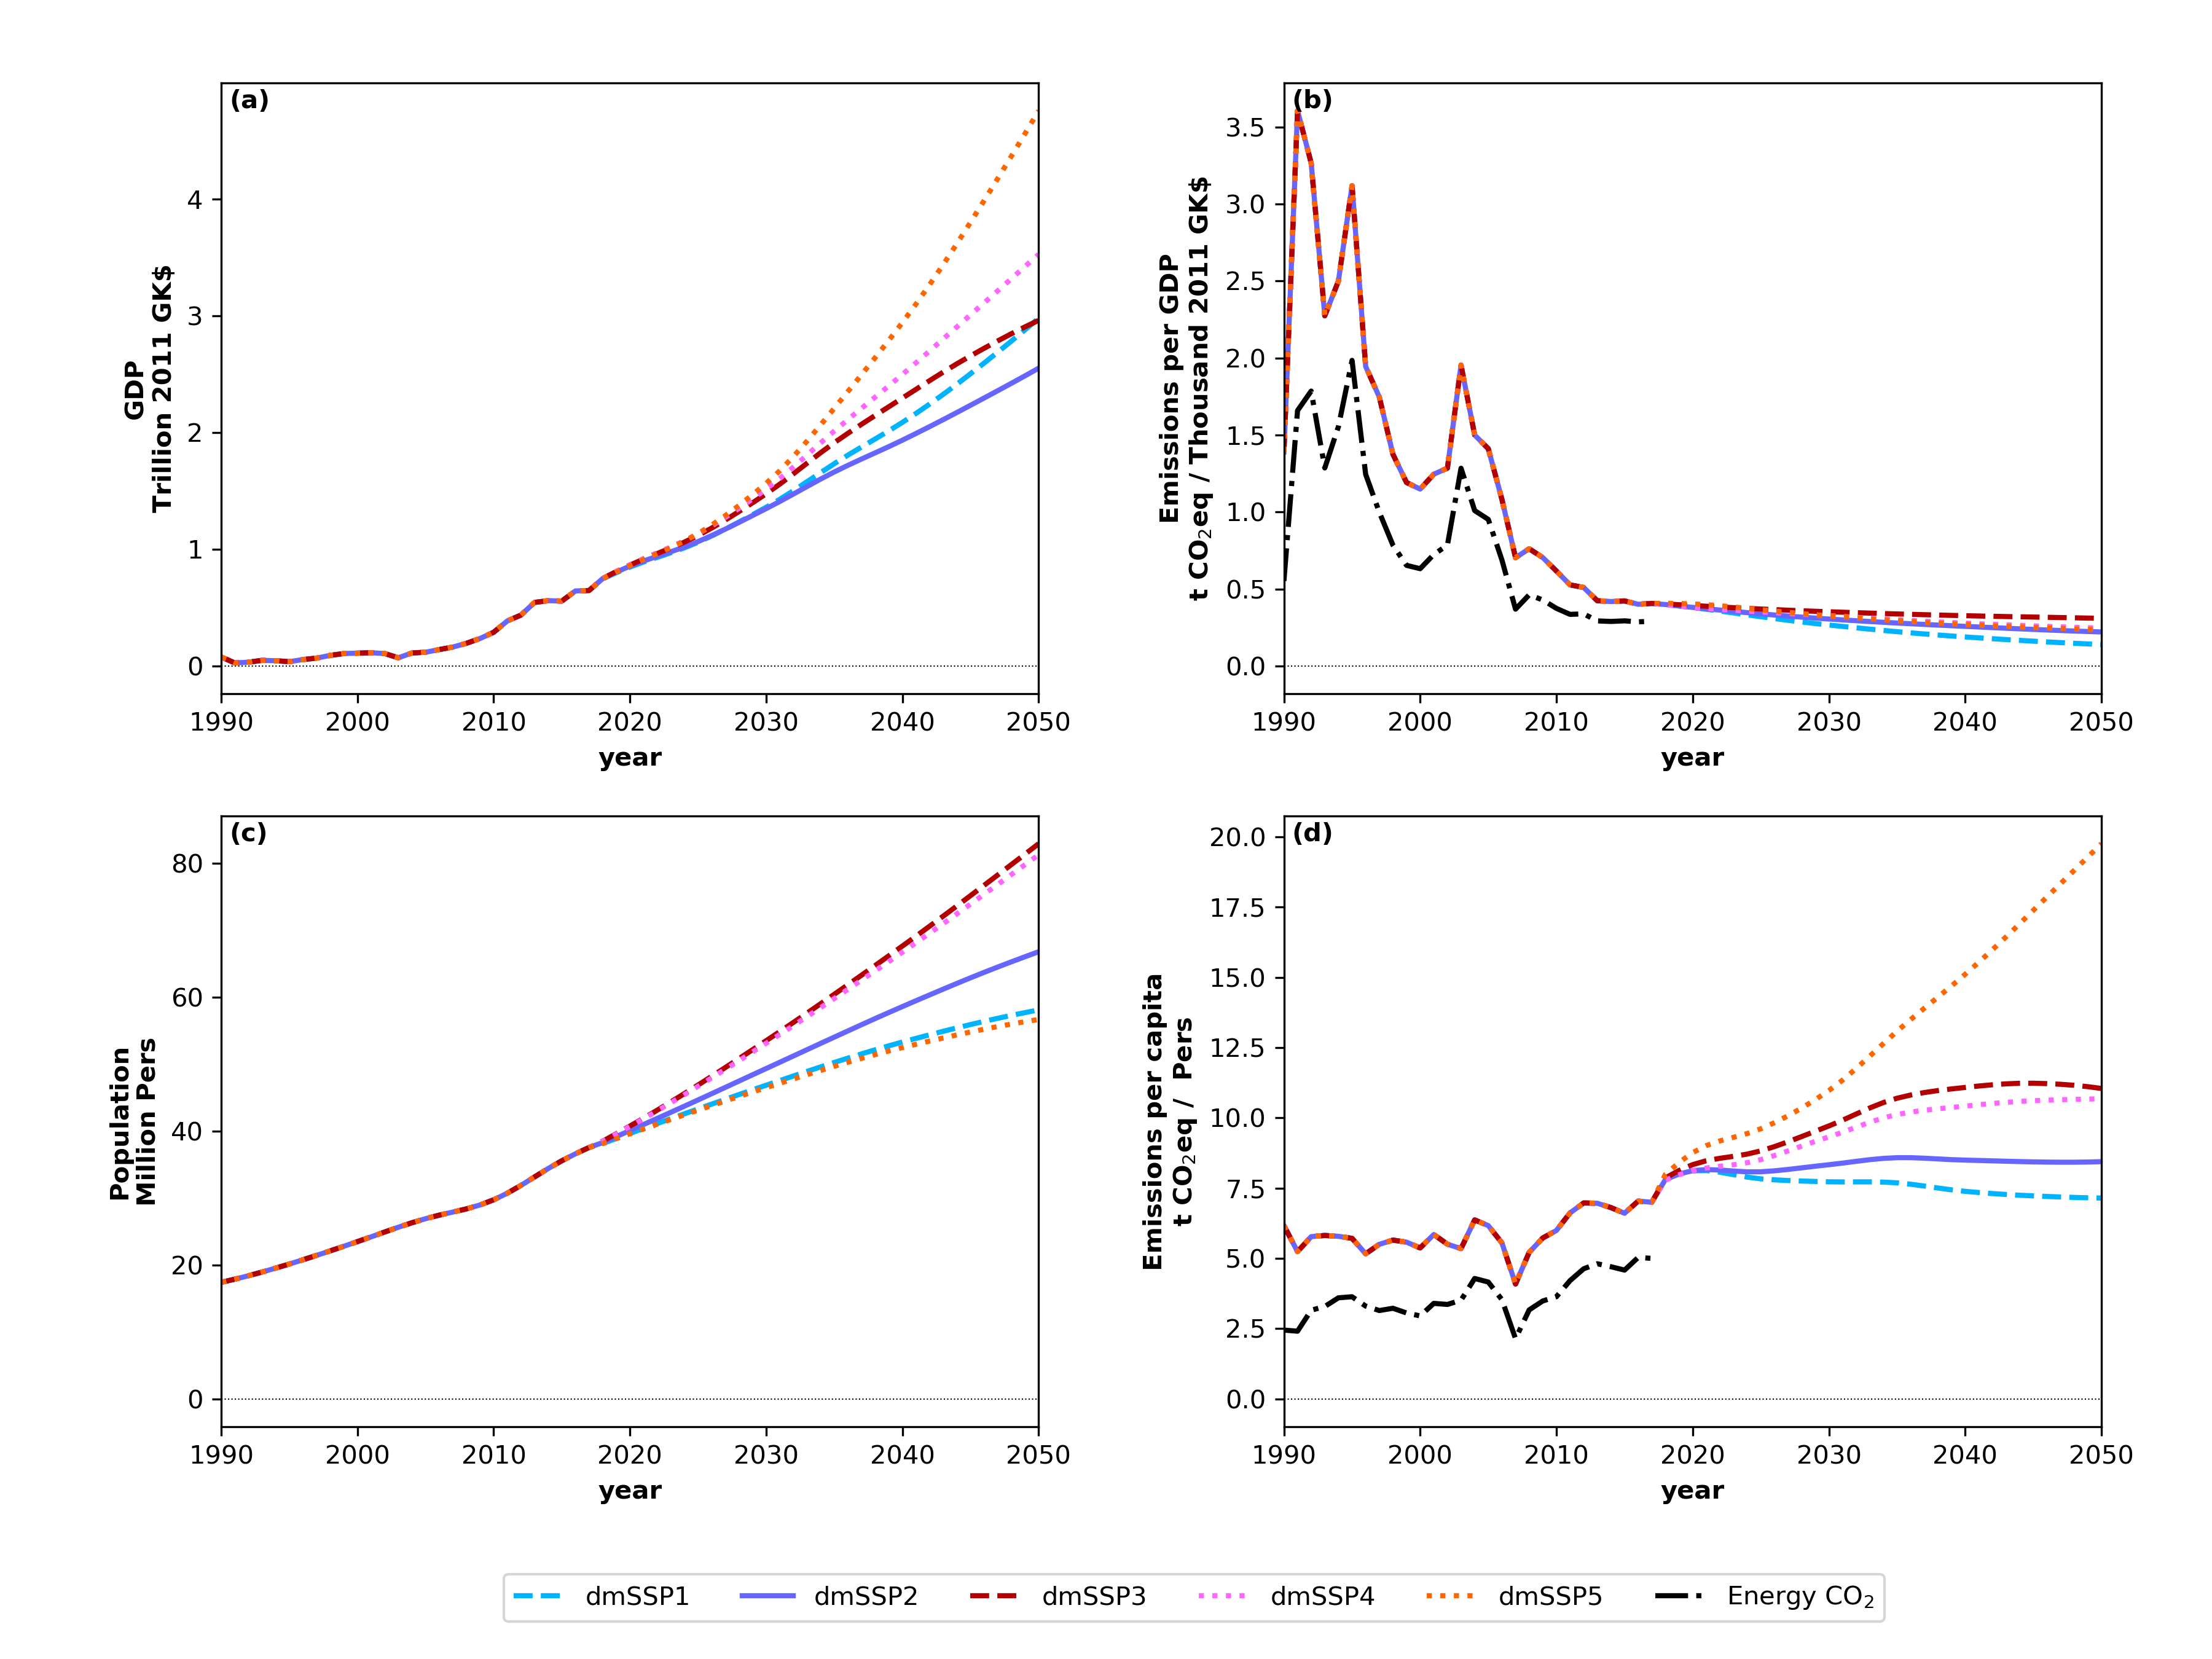 (a)
GDP
Trillion 2011 GK$
4
3
2
1
0
1990 2000 2010 2020 2030 2040 2050
year
(b)
Emissions per GDP
t CO₂eq / Thousand 2011 GK$
3.5
3.0
2.5
2.0
1.5
1.0
0.5
0.0
1990 2000 2010 2020 2030 2040 2050
year
(c)
Population
Million Pers
80
60
40
20
0
1990 2000 2010 2020 2030 2040 2050
year
(d)
Emissions per capita
t CO₂eq / Pers
20.0
17.5
15.0
12.5
10.0
7.5
5.0
2.5
0.0
1990 2000 2010 2020 2030 2040 2050
year
dmSSP1 dmSSP2 dmSSP3 dmSSP4 dmSSP5 Energy CO₂